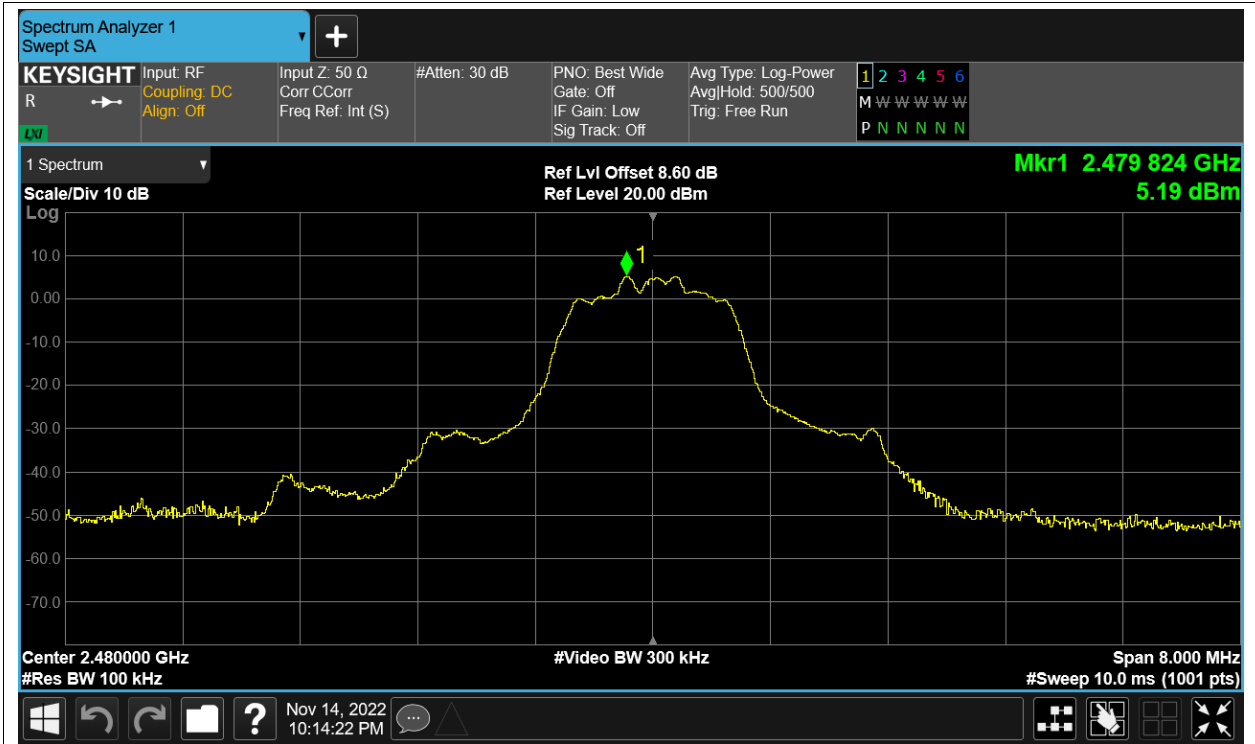 Spectrum Analyzer 1
Swept SA
+
KEYSIGHT
R
LXI
Input: RF
Coupling: DC
Align: Off
Input Z: 50 Ω
Corr CCorr
Freq Ref: Int (S)
#Atten: 30 dB
PNO: Best Wide
Gate: Off
IF Gain: Low
Sig Track: Off
Avg Type: Log-Power
Avg|Hold: 500/500
Trig: Free Run
1 2 3 4 5 6
M W W W W W
P N N N N N
1 Spectrum
Scale/Div 10 dB
Log
Ref Lvl Offset 8.60 dB
Ref Level 20.00 dBm
Mkr1 2.479 824 GHz
5.19 dBm
1
10.0
0.00
-10.0
-20.0
-30.0
-40.0
-50.0
-60.0
-70.0
Center 2.480000 GHz
#Res BW 100 kHz
#Video BW 300 kHz
Span 8.000 MHz
#Sweep 10.0 ms (1001 pts)
?
Nov 14, 2022
10:14:22 PM